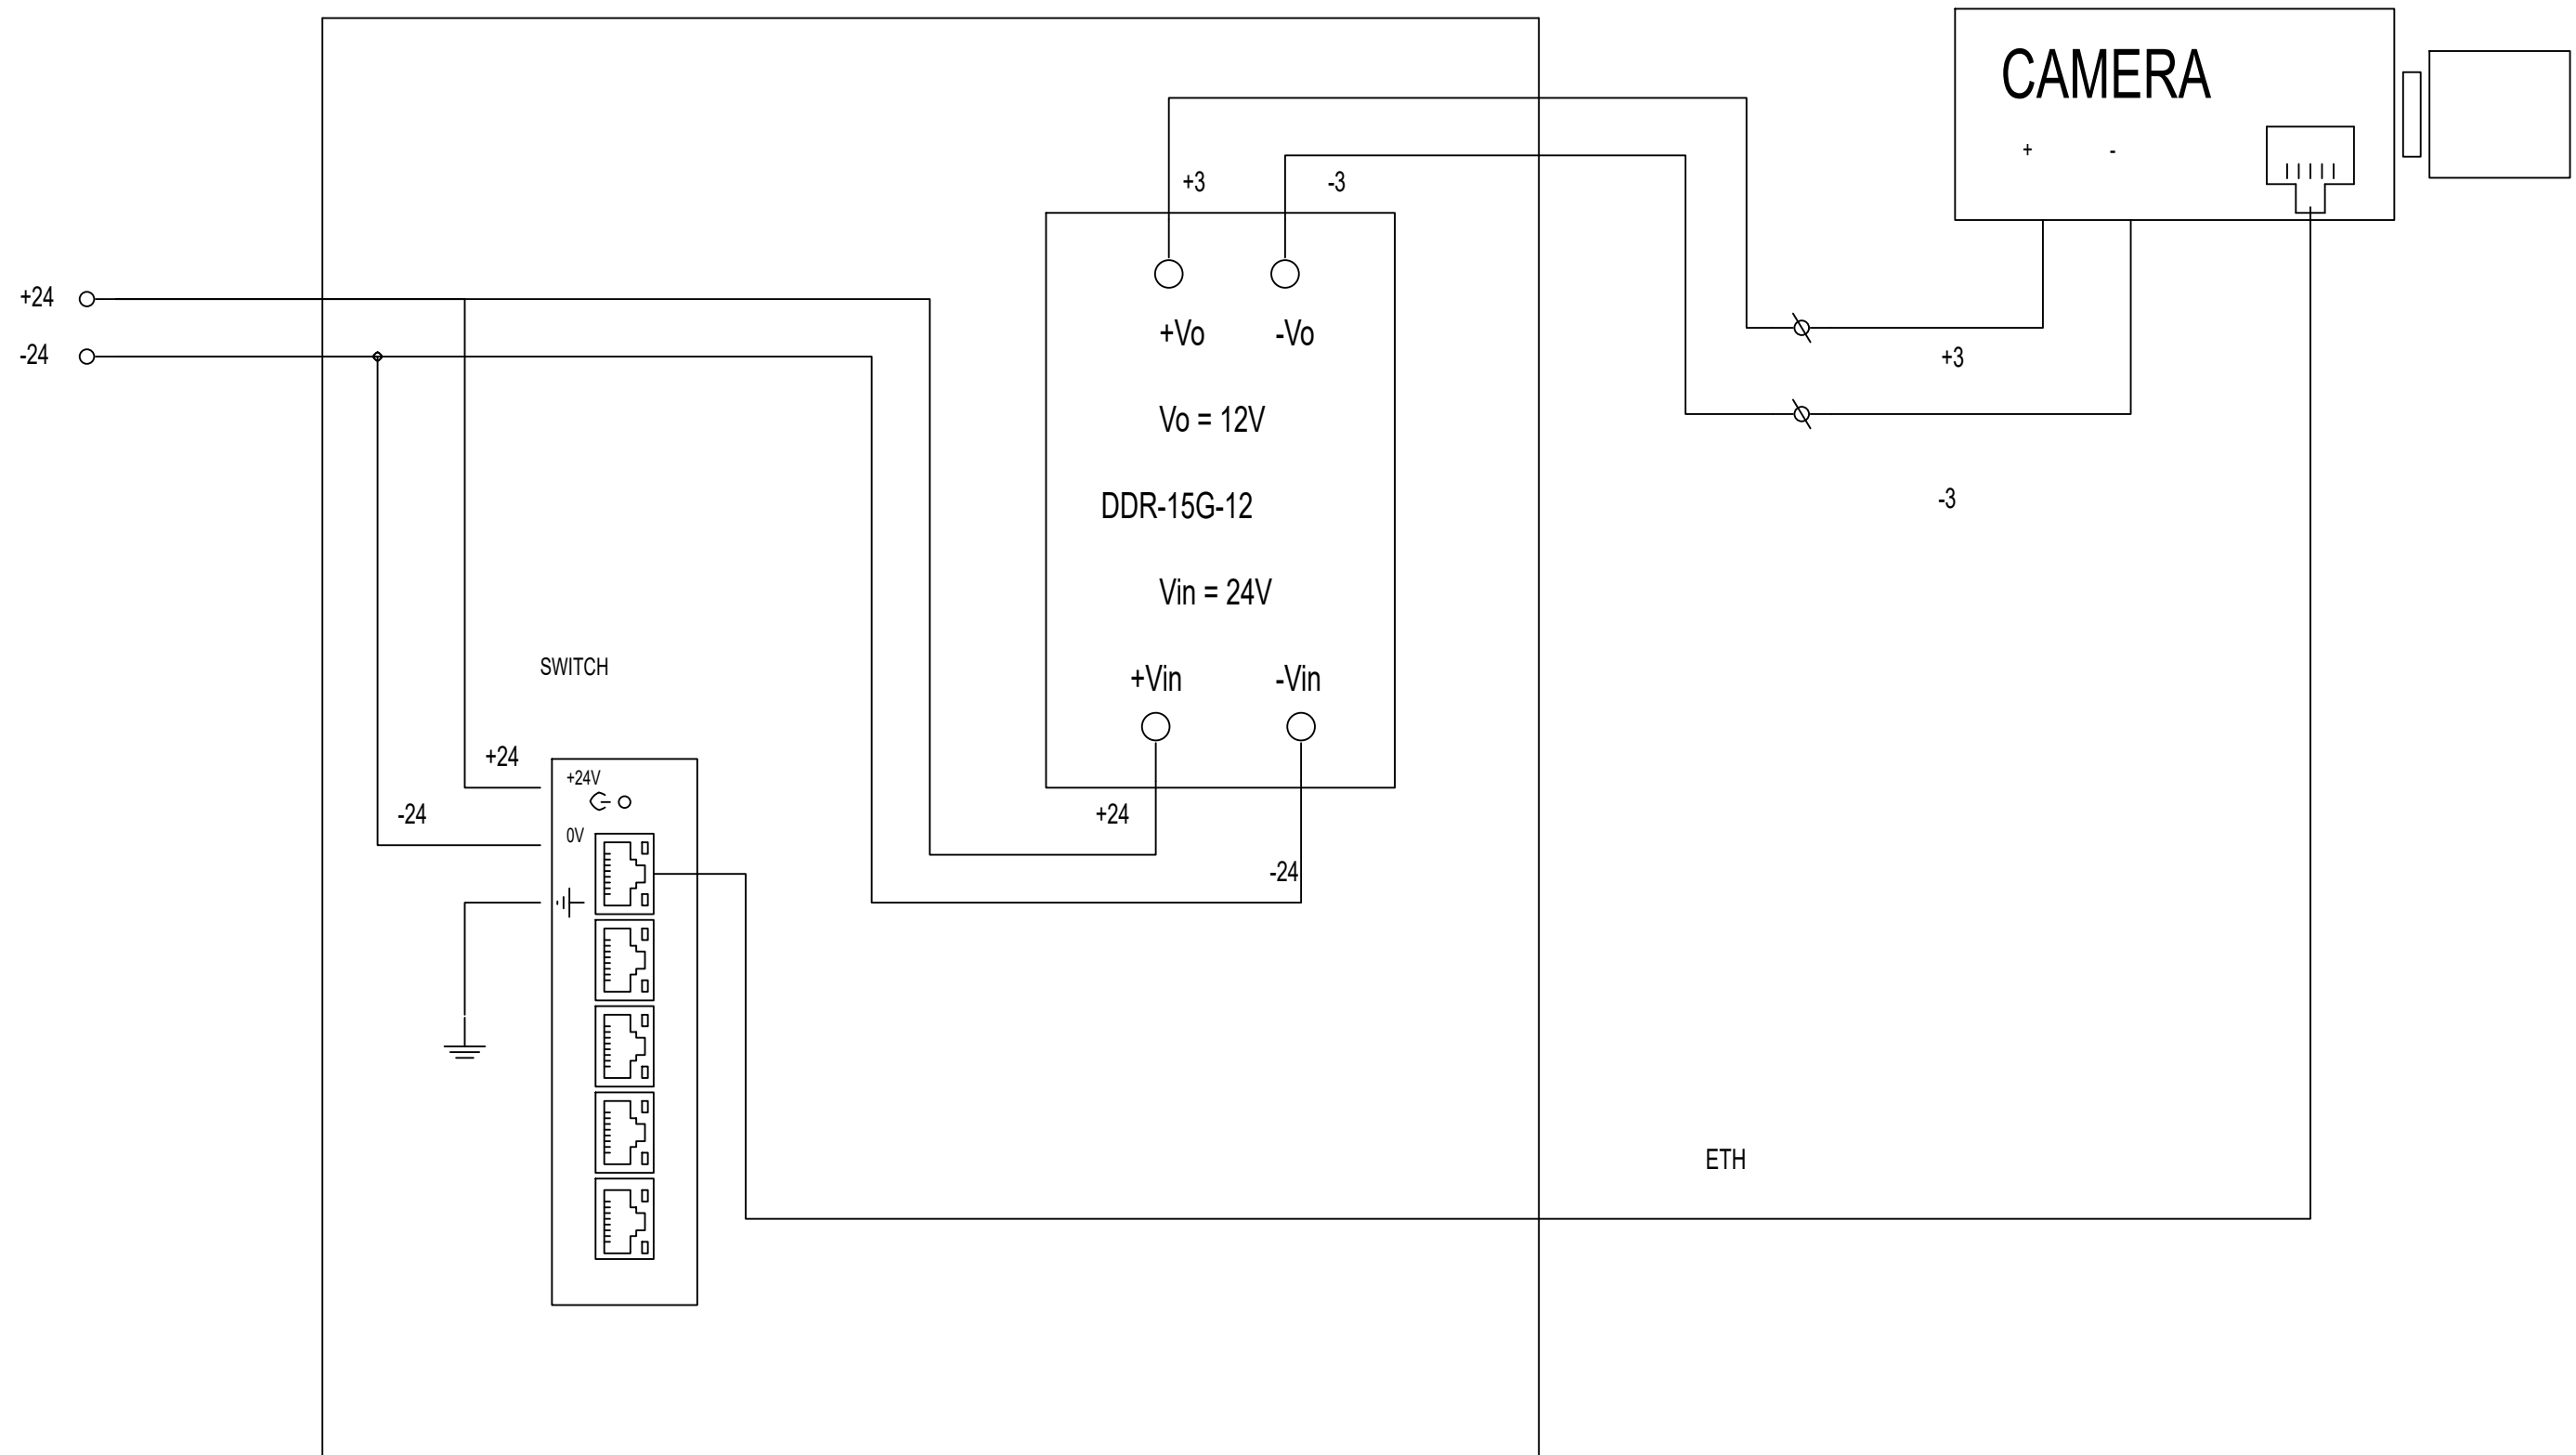 CAMERA
+ -
+3 -3
+24
-24
+Vo -Vo
+3
Vo = 12V
DDR-15G-12
-3
Vin = 24V
SWITCH
+Vin -Vin
+24
+24V
-24
+24
0V
-24
ETH